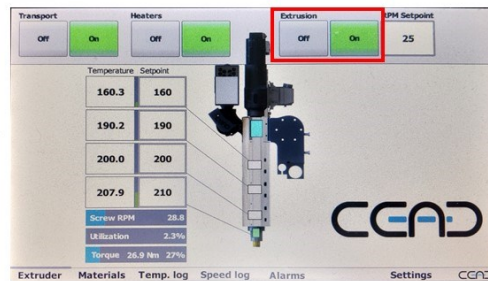 Transport
Heaters
Extrusion
RPM Setpoint
Off On
Off On
Off On
25
Temperature Setpoint
160.3 160
190.2 190
200.0 200
207.9 210
Screw RPM 28.8
Utilization 2.3%
Torque 26.9 Nm 27%
CEAD
Extruder Materials Temp. log Speed log Alarms Settings CEAD